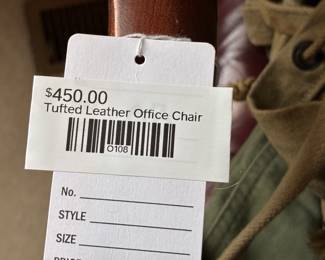 $450.00
Tufted Leather Office Chair
O108
No.
STYLE
SIZE